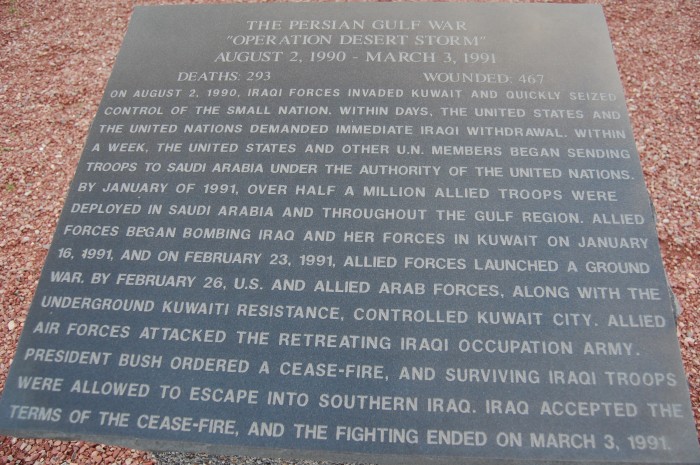 THE PERSIAN GULF WAR
"OPERATION DESERT STORM"
AUGUST 2, 1990 - MARCH 3, 1991
DEATHS: 293 WOUNDED: 467
ON AUGUST 2, 1990, IRAQI FORCES INVADED KUWAIT AND QUICKLY SEIZED
CONTROL OF THE SMALL NATION. WITHIN DAYS, THE UNITED STATES AND
THE UNITED NATIONS DEMANDED IMMEDIATE IRAQI WITHDRAWAL. WITHIN
A WEEK, THE UNITED STATES AND OTHER U.N. MEMBERS BEGAN SENDING
TROOPS TO SAUDI ARABIA UNDER THE AUTHORITY OF THE UNITED NATIONS.
BY JANUARY OF 1991, OVER HALF A MILLION ALLIED TROOPS WERE
DEPLOYED IN SAUDI ARABIA AND THROUGHOUT THE GULF REGION. ALLIED
FORCES BEGAN BOMBING IRAQ AND HER FORCES IN KUWAIT ON JANUARY
16, 1991, AND ON FEBRUARY 23, 1991, ALLIED FORCES LAUNCHED A GROUND
WAR. BY FEBRUARY 26, U.S. AND ALLIED ARAB FORCES, ALONG WITH THE
UNDERGROUND KUWAITI RESISTANCE, CONTROLLED KUWAIT CITY. ALLIED
AIR FORCES ATTACKED THE RETREATING IRAQI OCCUPATION ARMY.
PRESIDENT BUSH ORDERED A CEASE-FIRE, AND SURVIVING IRAQI TROOPS
WERE ALLOWED TO ESCAPE INTO SOUTHERN IRAQ. IRAQ ACCEPTED THE
TERMS OF THE CEASE-FIRE, AND THE FIGHTING ENDED ON MARCH 3, 1991.